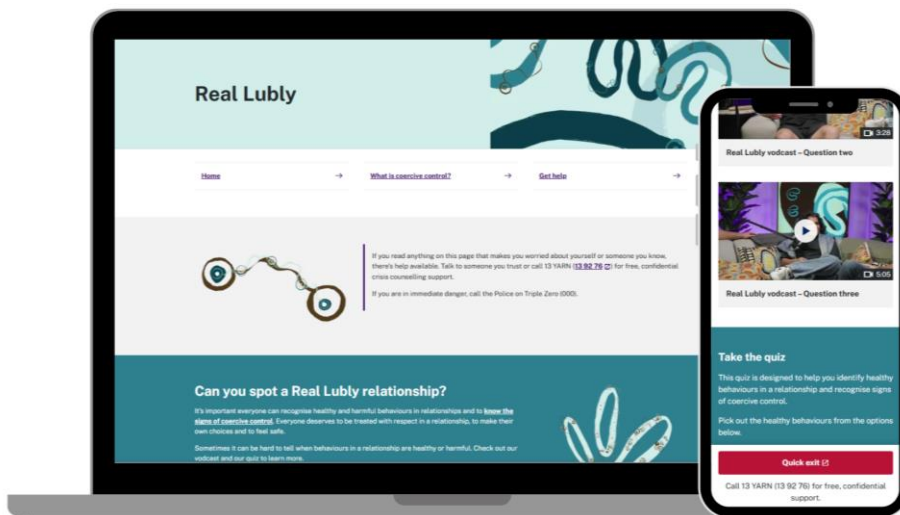 Real Lubly
Home → What is coercive control? → Get help →
If you read anything on this page that makes you worried about yourself or someone you know,
there's help available. Talk to someone you trust or call 13 YARN (13 92 76) for free, confidential
crisis counselling support.
If you are in immediate danger, call the Police on Triple Zero (000).
Can you spot a Real Lubly relationship?
It's important everyone can recognise healthy and harmful behaviours in relationships and to know the
signs of coercive control. Everyone deserves to be treated with respect in a relationship, to make their
own choices and to feel safe.
Sometimes it can be hard to tell when behaviours in a relationship are healthy or harmful. Check out our
vodcast and our quiz to learn more.
3:28
Real Lubly vodcast – Question two
5:05
Real Lubly vodcast – Question three
Take the quiz
This quiz is designed to help you identify healthy
behaviours in a relationship and recognise signs
of coercive control.
Pick out the healthy behaviours from the options
below.
Quick exit
Call 13 YARN (13 92 76) for free, confidential
support.